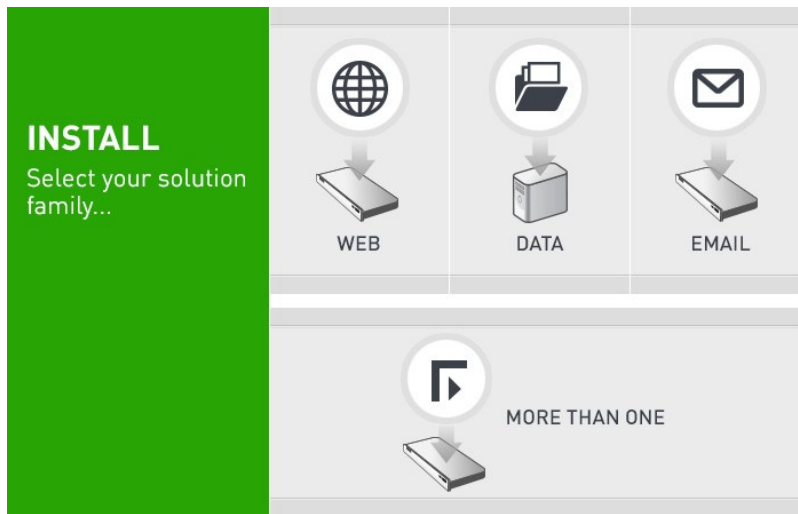 INSTALL
Select your solution
family...
WEB
DATA
EMAIL
MORE THAN ONE